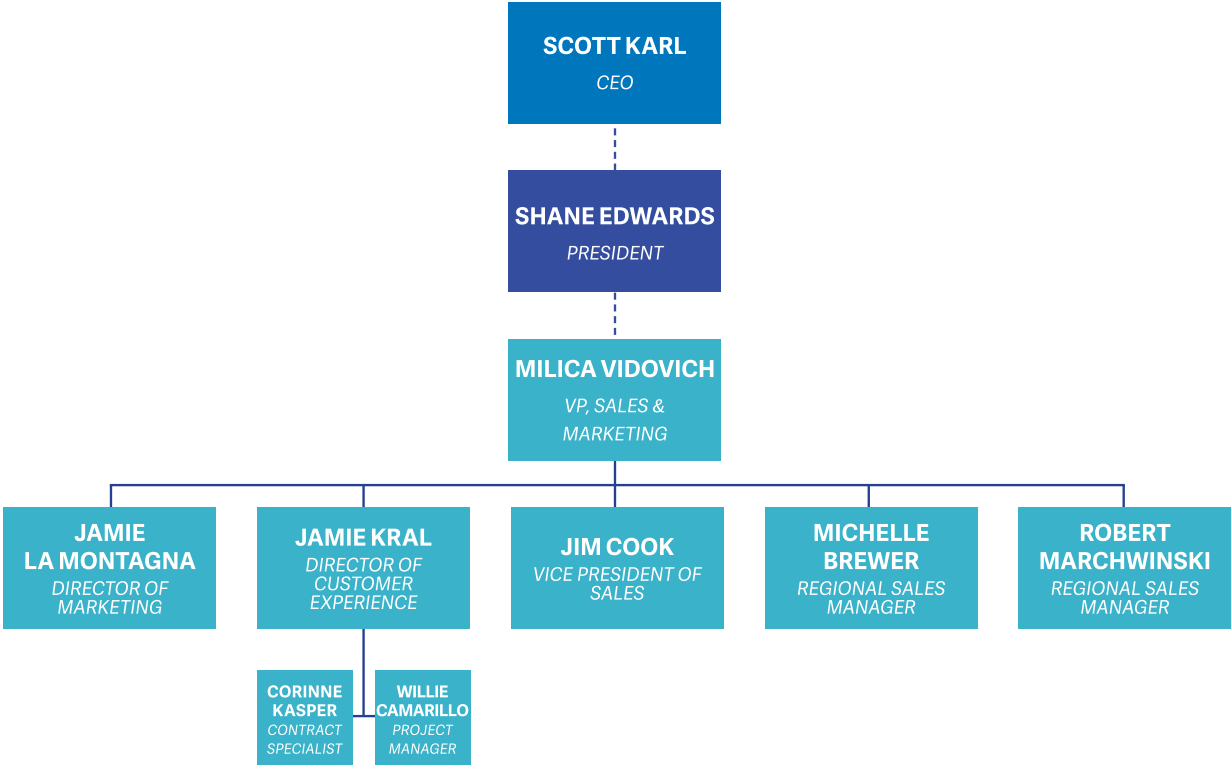 SCOTT KARL
CEO
SHANE EDWARDS
PRESIDENT
MILICA VIDOVICH
VP, SALES &
MARKETING
JAMIE
LA MONTAGNA
DIRECTOR OF
MARKETING
JAMIE KRAL
DIRECTOR OF
CUSTOMER
EXPERIENCE
JIM COOK
VICE PRESIDENT OF
SALES
MICHELLE
BREWER
REGIONAL SALES
MANAGER
ROBERT
MARCHWINSKI
REGIONAL SALES
MANAGER
CORINNE
KASPER
CONTRACT
SPECIALIST
WILLIE
CAMARILLO
PROJECT
MANAGER